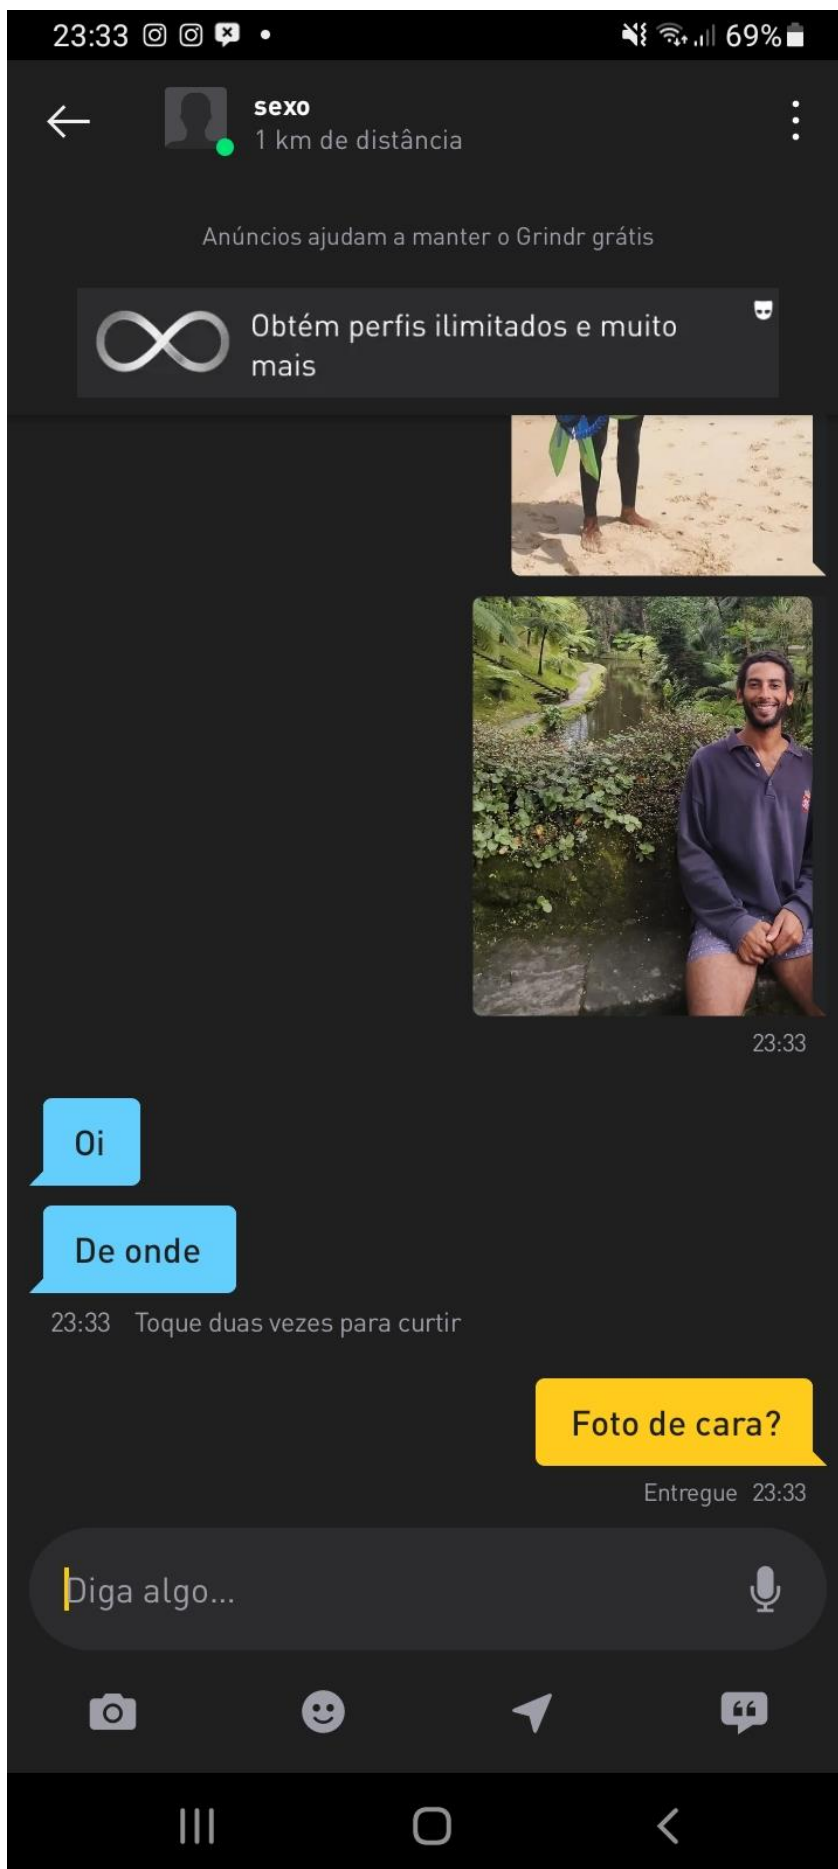 23:33 69%
sexo
1 km de distância
Anúncios ajudam a manter o Grindr grátis
Obtém perfis ilimitados e muito
mais
23:33
Oi
De onde
23:33 Toque duas vezes para curtir
Foto de cara?
Entregue 23:33
Diga algo...